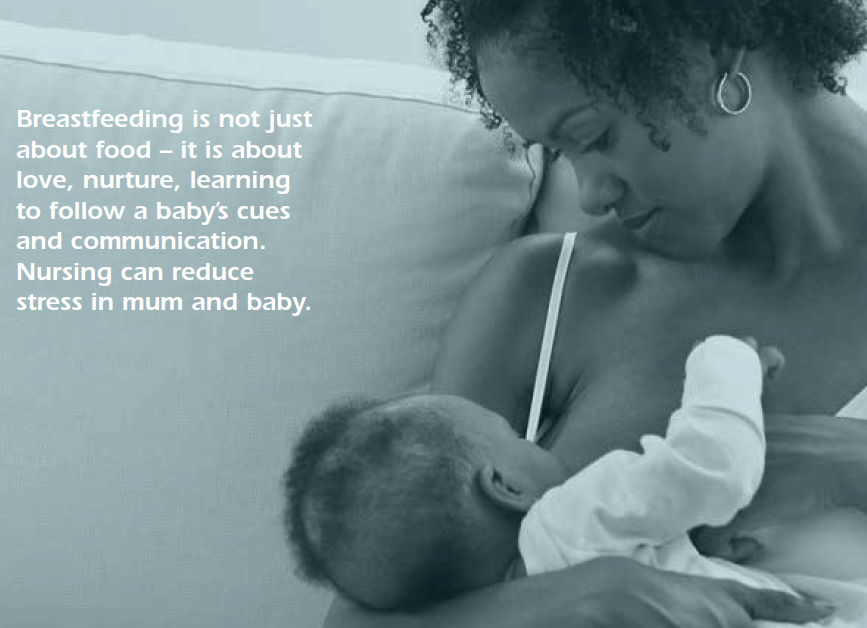 Breastfeeding is not just
about food – it is about
love, nurture, learning
to follow a baby's cues
and communication.
Nursing can reduce
stress in mum and baby.